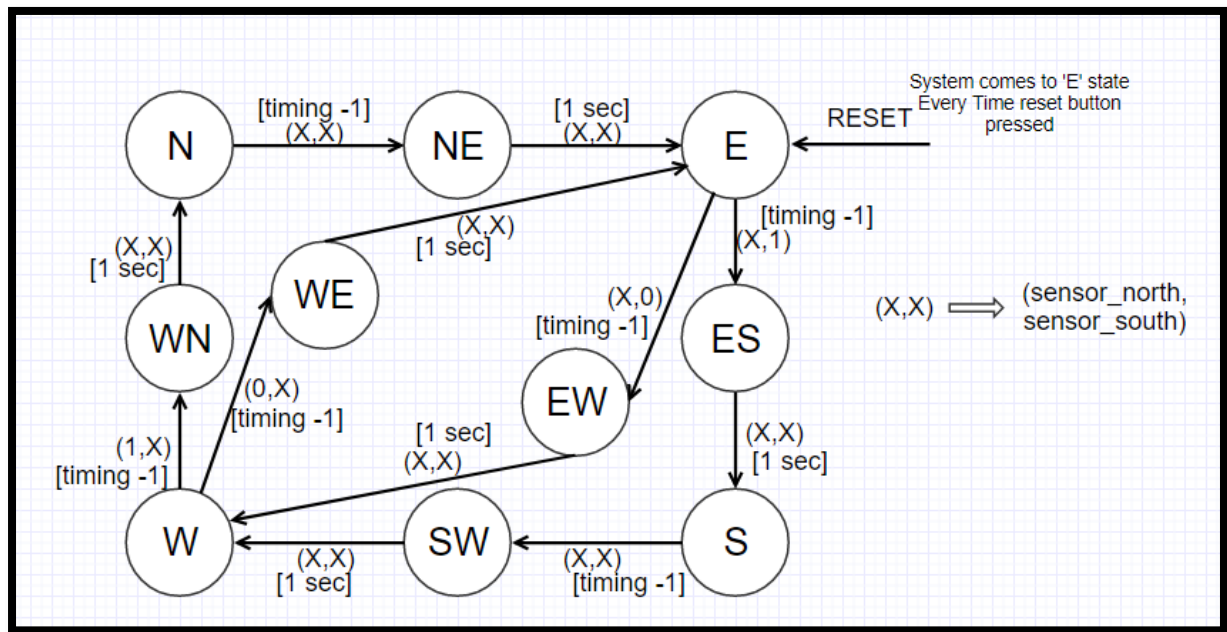 System comes to 'E' state
Every Time reset button
pressed
RESET
N
[timing -1]
(X,X)
NE
[1 sec]
(X,X)
E
(X,X)
[1 sec]
[timing -1]
(X,1)
(X,X)
[1 sec]
WE
(X,0)
[timing -1]
(X,X)
(sensor_north,
sensor_south)
WN
ES
EW
(0,X)
[timing -1]
(1,X)
[timing -1]
[1 sec]
(X,X)
(X,X)
[1 sec]
W
(X,X)
[1 sec]
SW
(X,X)
[timing -1]
S